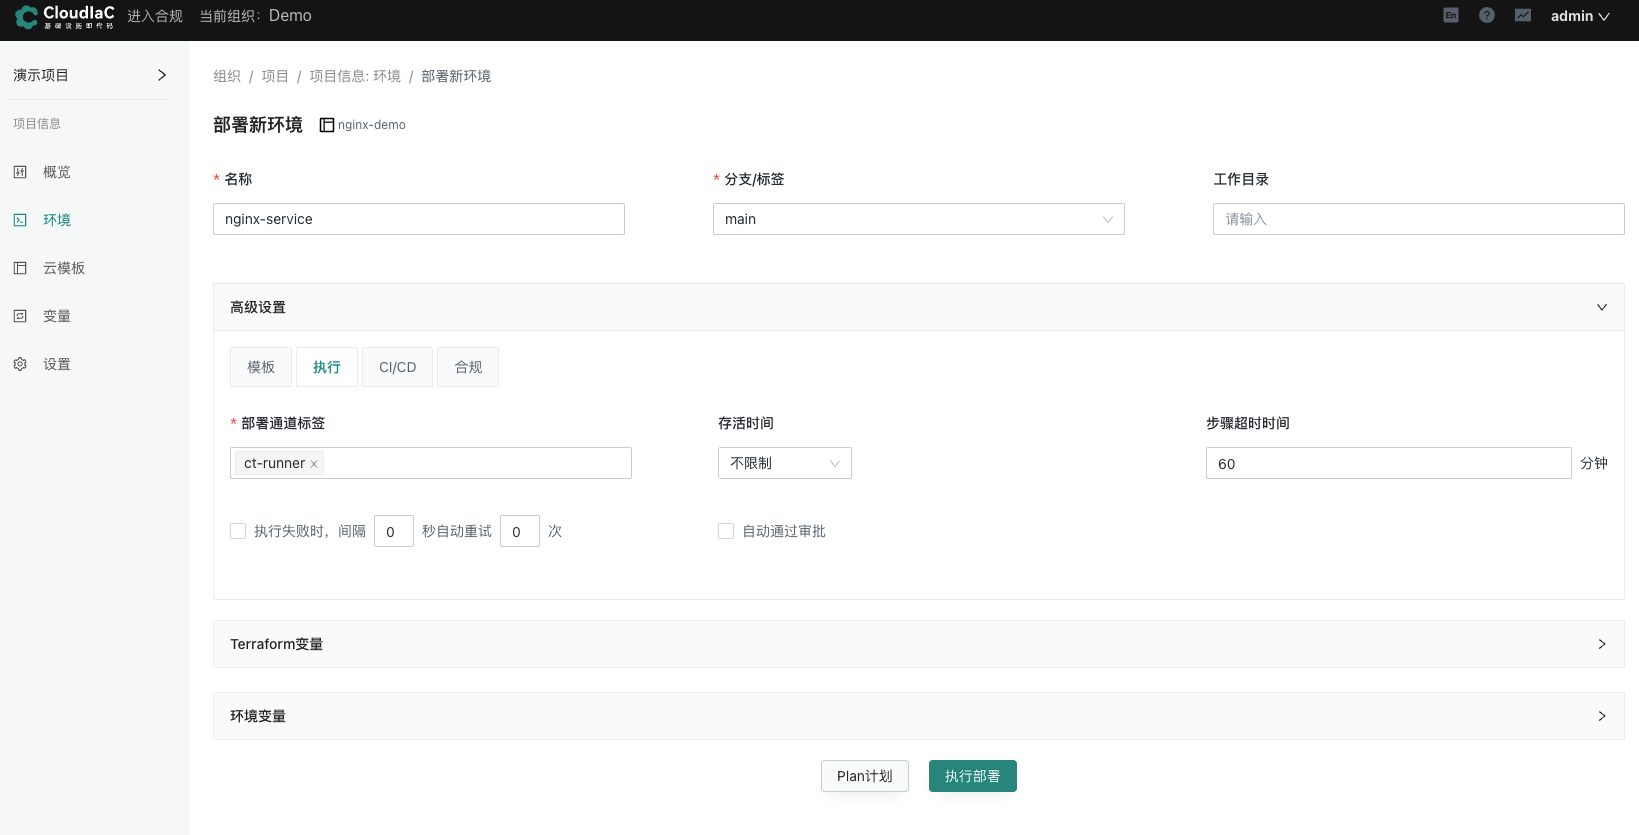 CloudIaC 进入合规 当前组织：Demo En ? admin
基础设施即代码
演示项目
项目信息
概览
环境
云模板
变量
设置
组织 / 项目 / 项目信息: 环境 / 部署新环境
部署新环境 nginx-demo
* 名称 * 分支/标签 工作目录
nginx-service main 请输入
高级设置
模板 执行 CI/CD 合规
* 部署通道标签 存活时间 步骤超时时间
ct-runner × 不限制 60 分钟
执行失败时，间隔 0 秒自动重试 0 次 自动通过审批
Terraform变量
环境变量
Plan计划 执行部署